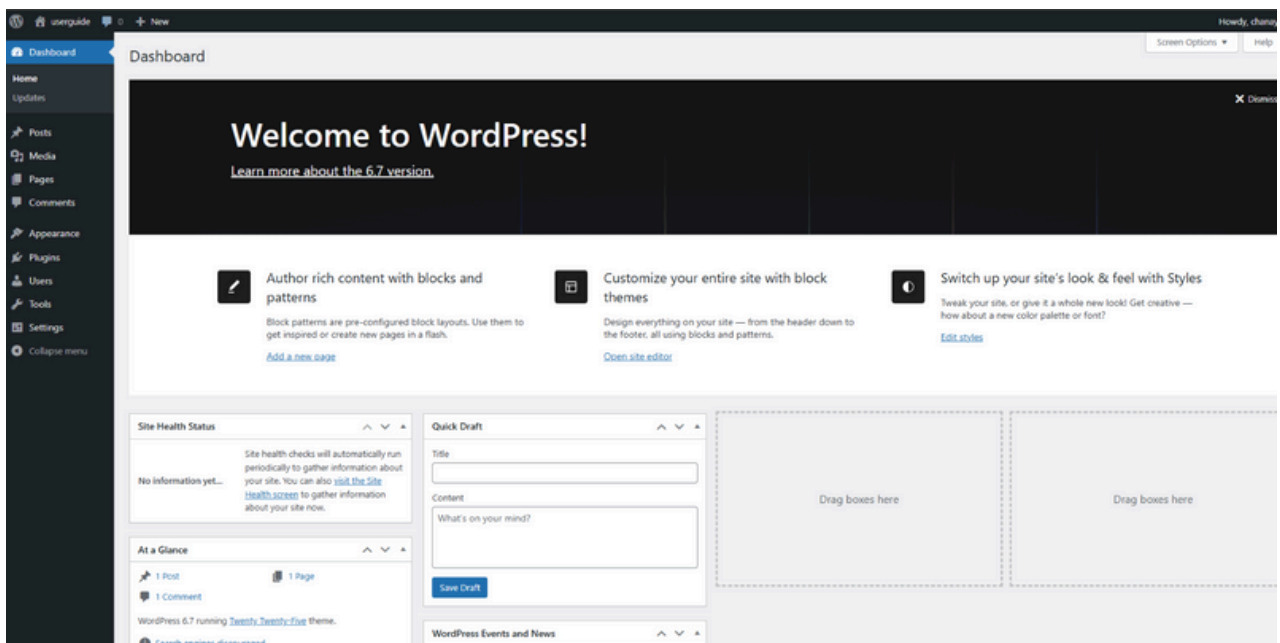 userguide 0 + New
Howdy, chanay
Dashboard
Home
Updates
Posts
Media
Pages
Comments
Appearance
Plugins
Users
Tools
Settings
Collapse menu
Screen Options ▼ Help
Dashboard
Dismiss
Welcome to WordPress!
Learn more about the 6.7 version.
Author rich content with blocks and
patterns
Block patterns are pre-configured block layouts. Use them to
get inspired or create new pages in a flash.
Add a new page
Customize your entire site with block
themes
Design everything on your site — from the header down to
the footer, all using blocks and patterns.
Open site editor
Switch up your site's look & feel with Styles
Tweak your site, or give it a whole new look! Get creative —
how about a new color palette or font?
Edit styles
Site Health Status
No information yet...
Site health checks will automatically run
periodically to gather information about
your site. You can also visit the Site
Health screen to gather information
about your site now.
At a Glance
1 Post
1 Page
1 Comment
WordPress 6.7 running Twenty Twenty-Five theme.
Search engines discouraged
Quick Draft
Title
Content
What's on your mind?
Save Draft
WordPress Events and News
Drag boxes here
Drag boxes here